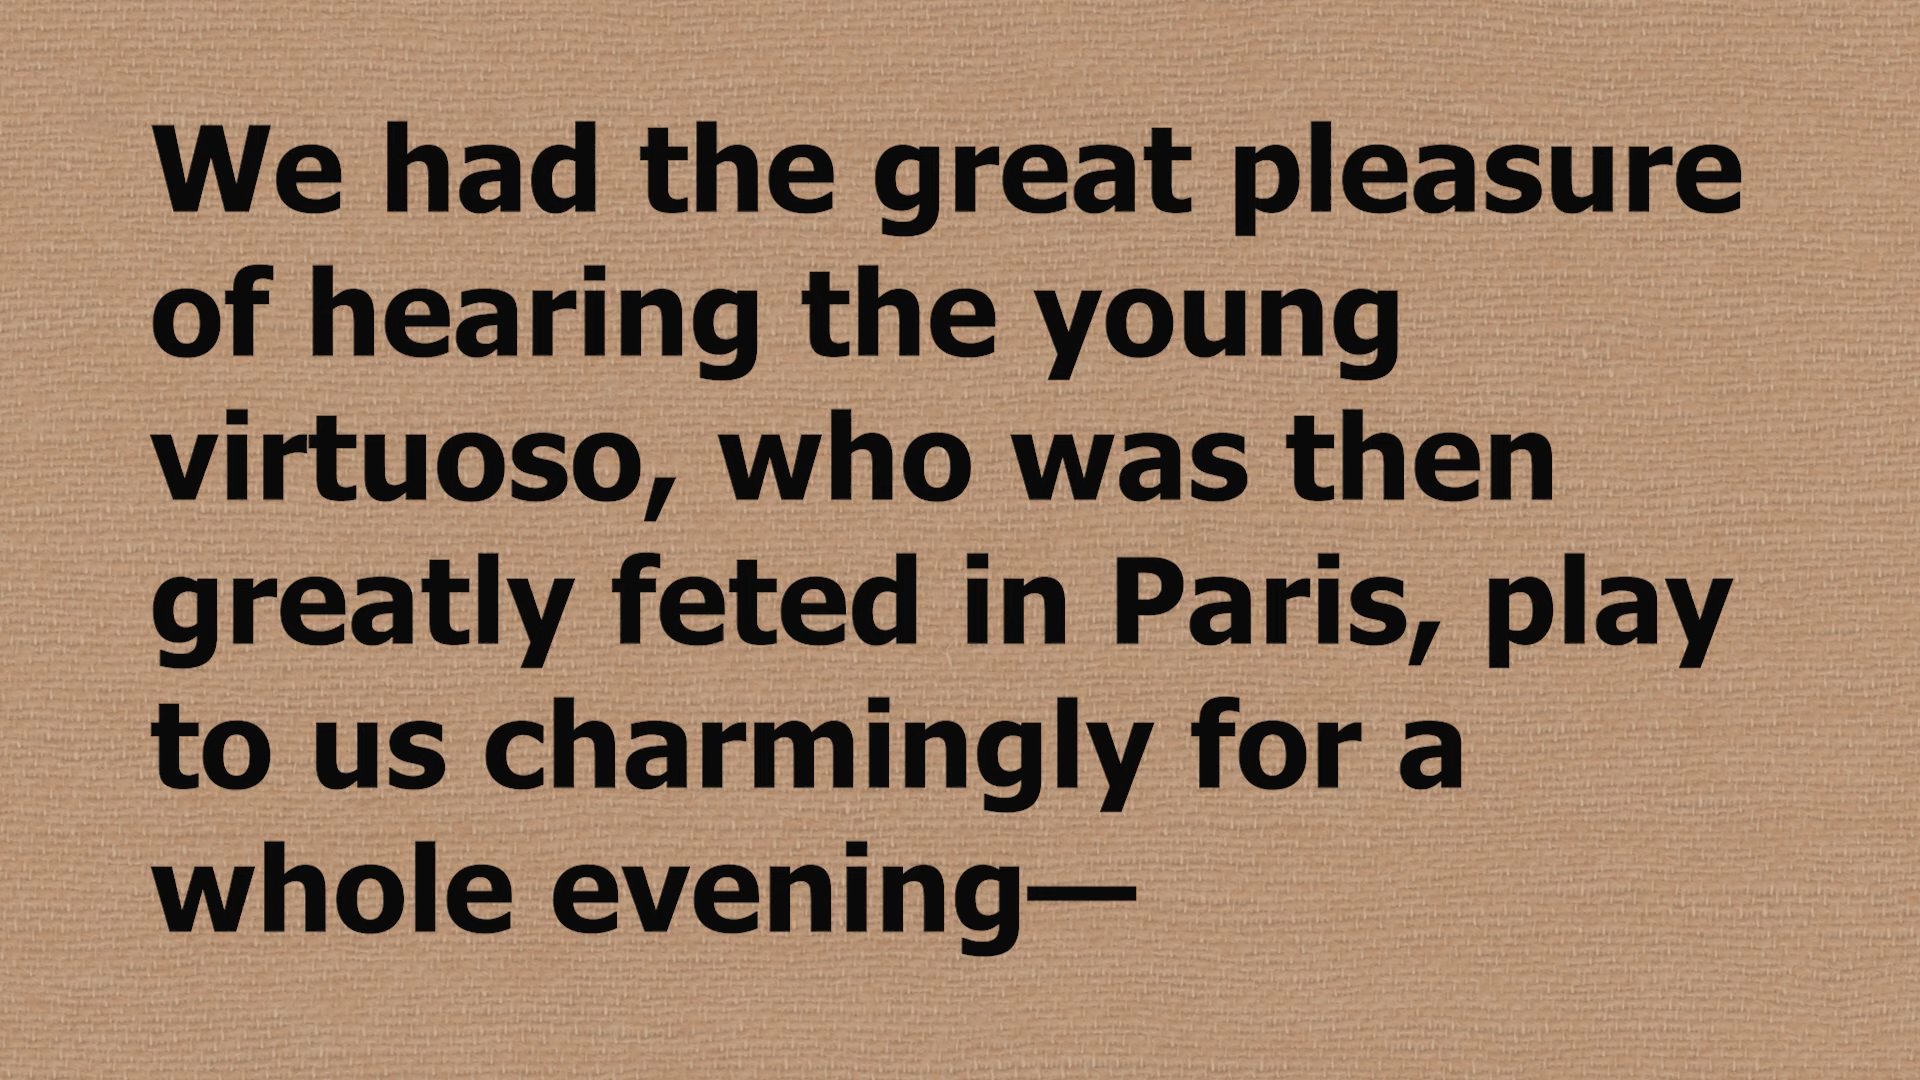 We had the great pleasure
of hearing the young
virtuoso, who was then
greatly feted in Paris, play
to us charmingly for a
whole evening—